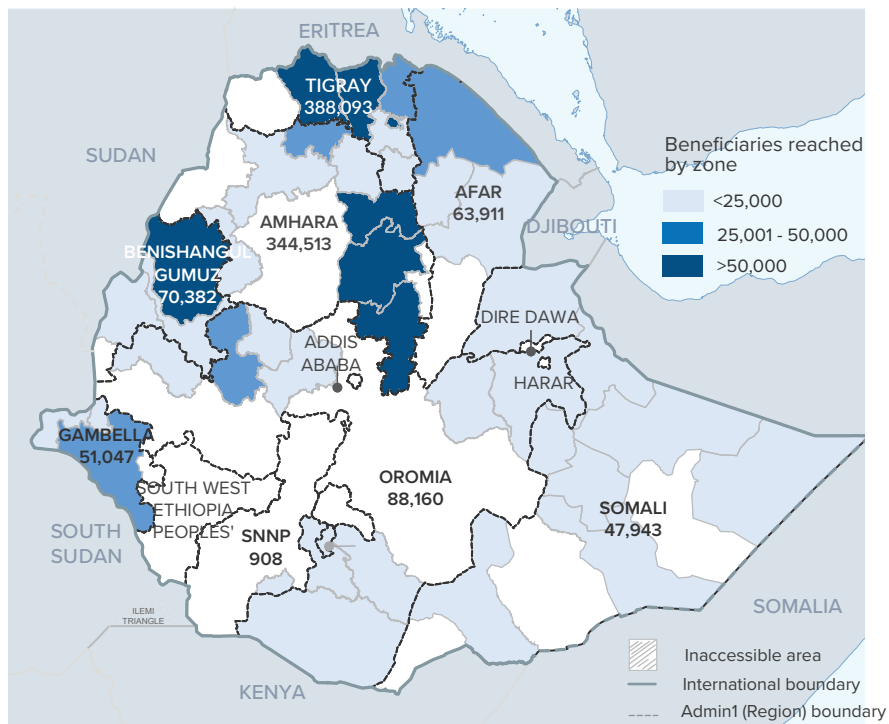 ERITREA
TIGRAY
388,093
SUDAN
AFAR
63,911
AMHARA
344,513
DJIBOUTI
BENISHANGUL
GUMUZ
70,382
DIRE DAWA
ADDIS
ABABA
HARAR
GAMBELLA
51,047
OROMIA
88,160
SOUTH WEST
ETHIOPIA
PEOPLES'
SOMALI
47,943
SOUTH
SUDAN
SNNP
908
SOMALIA
ILEMI
TRIANGLE
KENYA
Beneficiaries reached
by zone
<25,000
25,001 - 50,000
>50,000
Inaccessible area
International boundary
Admin1 (Region) boundary